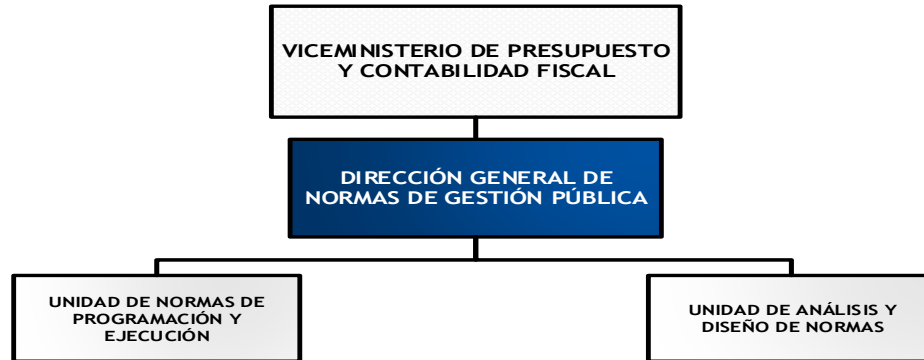 VICEMINISTERIO DE PRESUPUESTO
Y CONTABILIDAD FISCAL
DIRECCIÓN GENERAL DE
NORMAS DE GESTIÓN PÚBLICA
UNIDAD DE NORMAS DE
PROGRAMACIÓN Y
EJECUCIÓN
UNIDAD DE ANÁLISIS Y
DISEÑO DE NORMAS